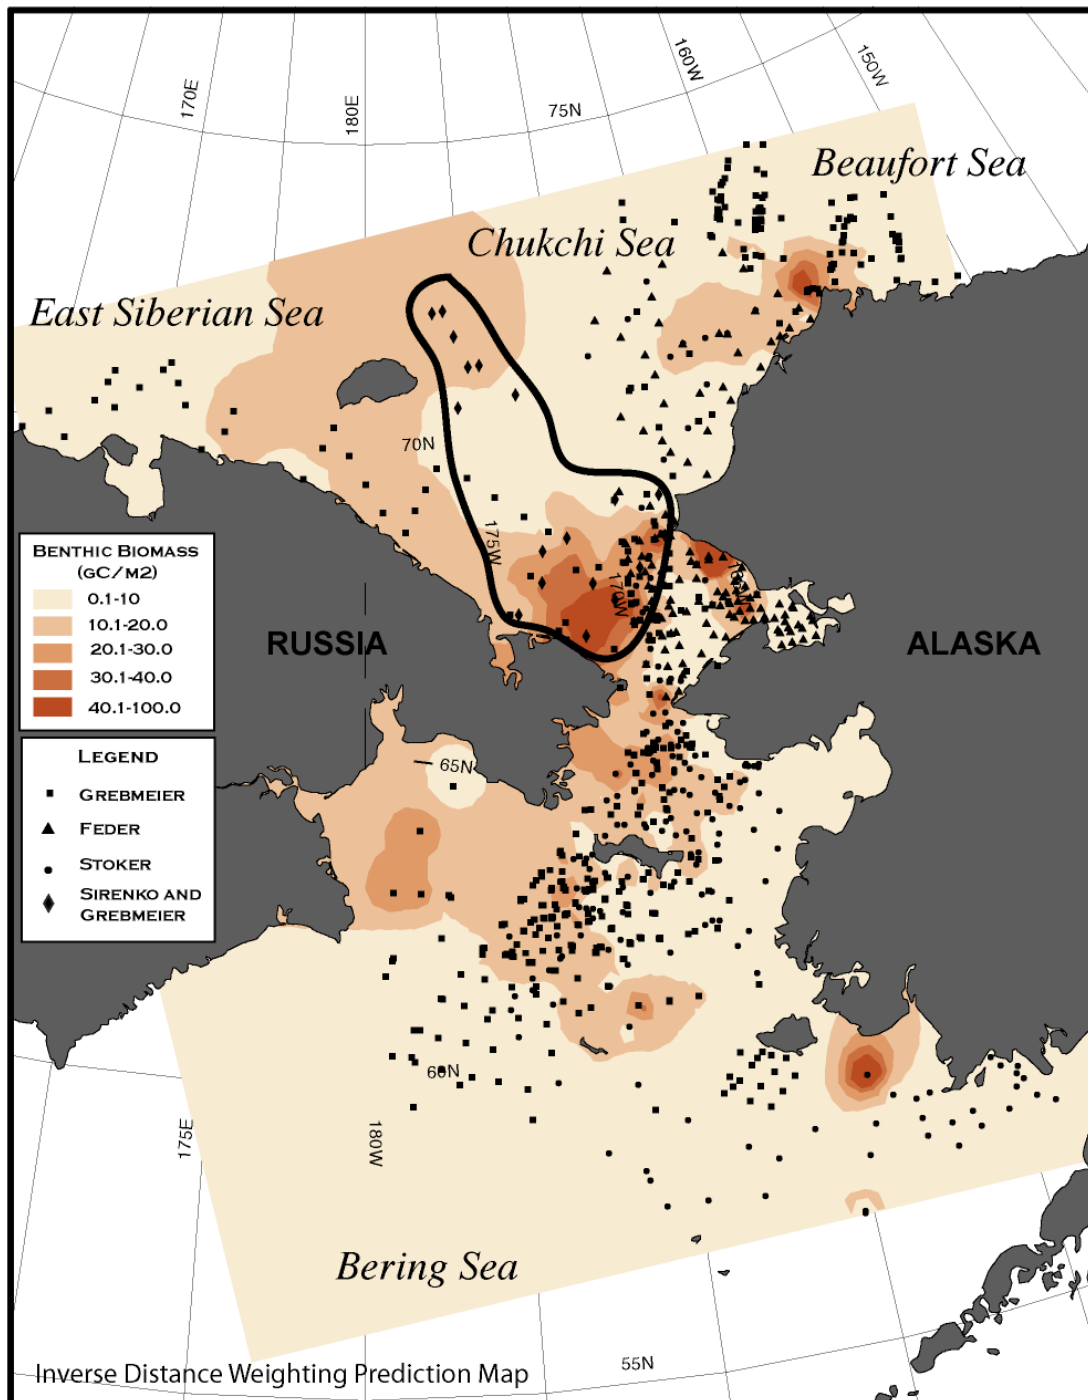 160W
150W
170E
180E
75N
Beaufort Sea
Chukchi Sea
East Siberian Sea
70N
175W
170W
BENTHIC BIOMASS
(GC/M2)
0.1-10
10.1-20.0
20.1-30.0
30.1-40.0
40.1-100.0
RUSSIA
ALASKA
LEGEND
GREBMEIER
FEDER
STOKER
SIRENKO AND
GREBMEIER
65N
60N
175E
180W
Bering Sea
55N
Inverse Distance Weighting Prediction Map